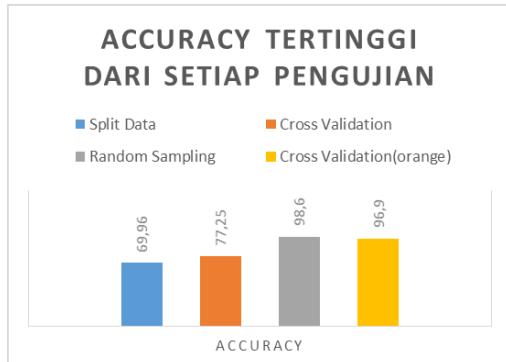 ACCURACY TERTINGGI
DARI SETIAP PENGUJIAN
Split Data
Cross Validation
Random Sampling
Cross Validation(orange)
69,96
77,25
98,6
96,9
ACCURACY